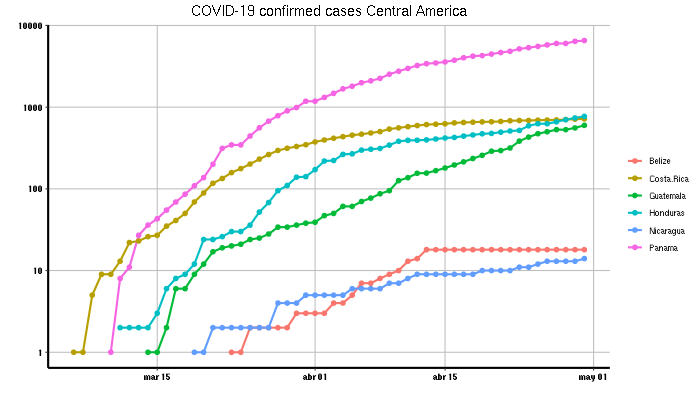 COVID-19 confirmed cases Central America
10000
1000
100
10
1
mar 15
abr 01
abr 15
may 01
Belize
Costa.Rica
Guatemala
Honduras
Nicaragua
Panama